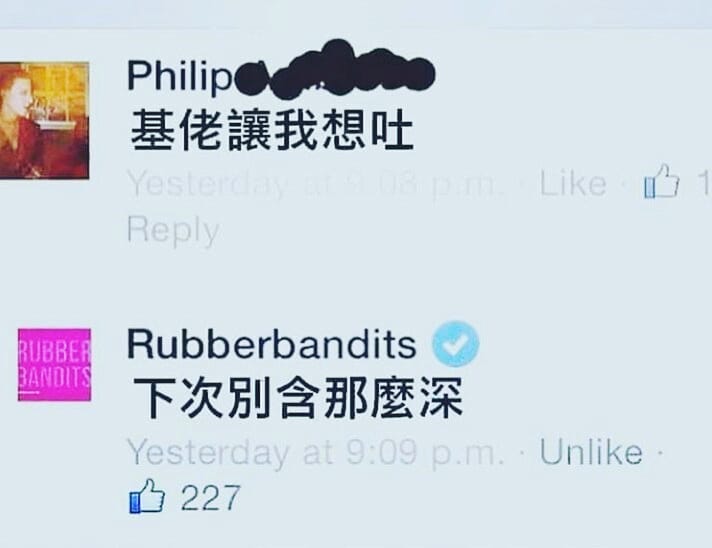 Philip
基佬讓我想吐
Yesterday at 9:08 p.m. · Like · 1
Reply
RUBBER
BANDITS
Rubberbandits
下次別含那麼深
Yesterday at 9:09 p.m. · Unlike ·
227